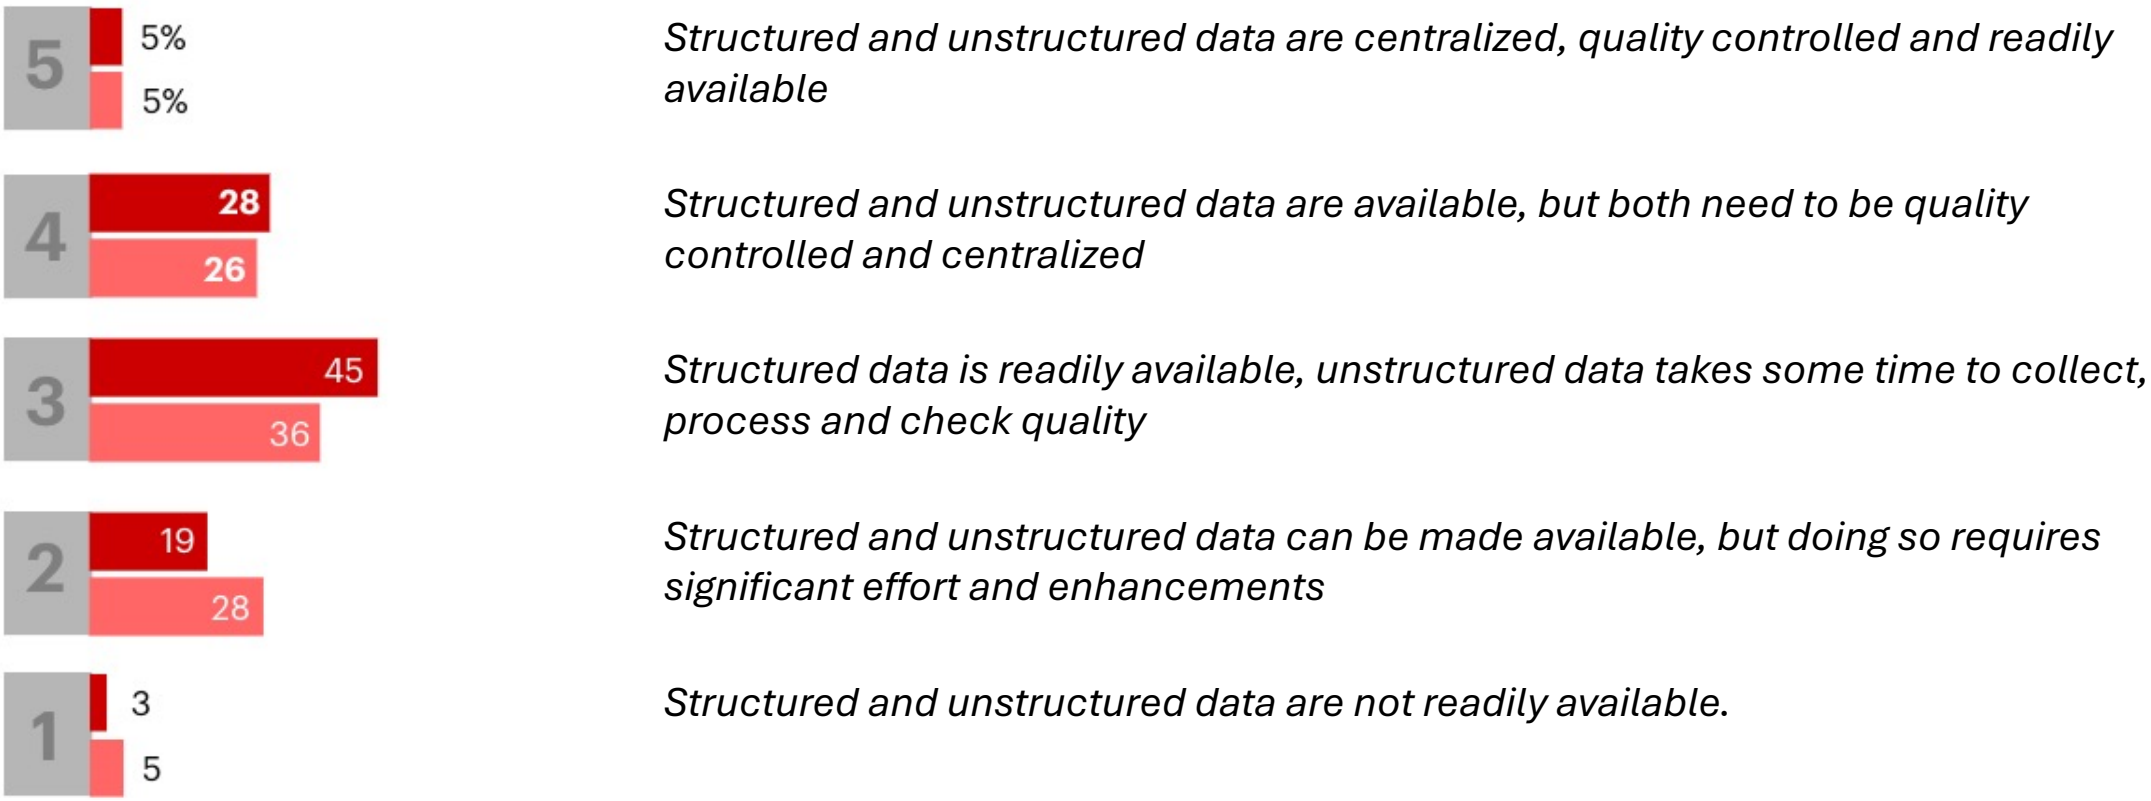 5
5%
5%
Structured and unstructured data are centralized, quality controlled and readily
available
4
28
26
Structured and unstructured data are available, but both need to be quality
controlled and centralized
3
45
36
Structured data is readily available, unstructured data takes some time to collect,
process and check quality
2
19
28
Structured and unstructured data can be made available, but doing so requires
significant effort and enhancements
1
3
5
Structured and unstructured data are not readily available.